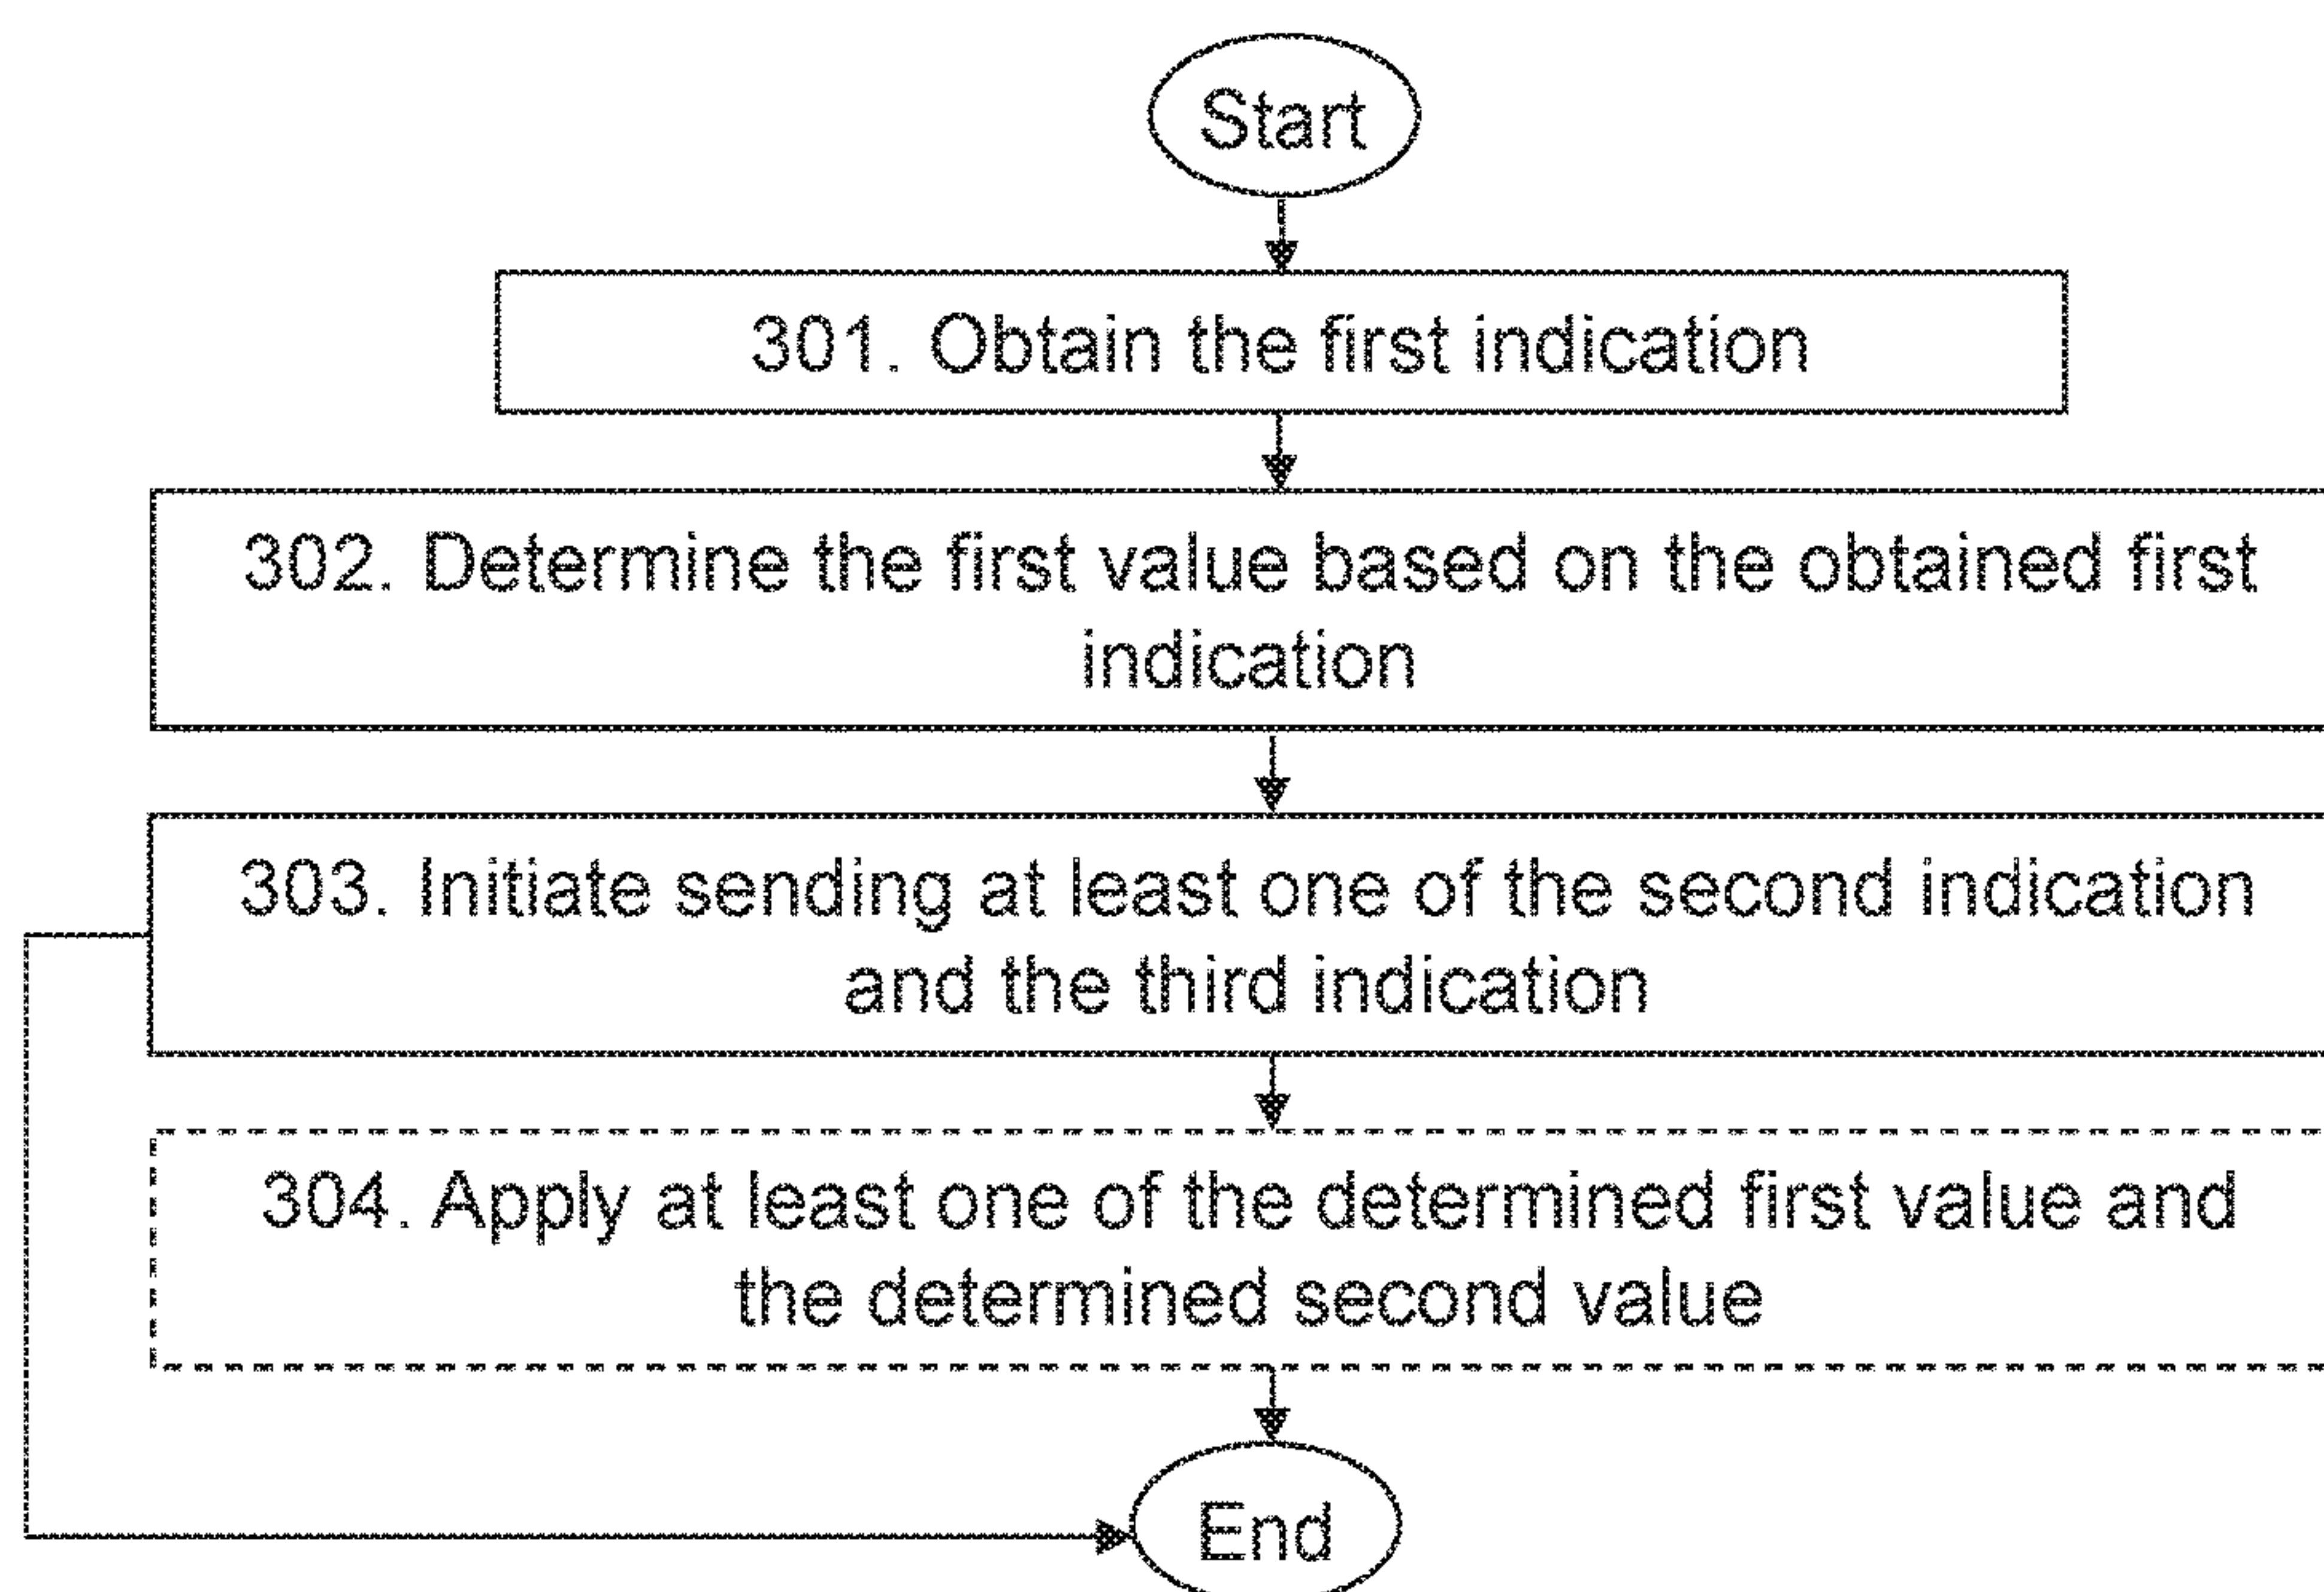 Start
301. Obtain the first indication
302. Determine the first value based on the obtained first
indication
303. Initiate sending at least one of the second indication
and the third indication
304. Apply at least one of the determined first value and
the determined second value
End